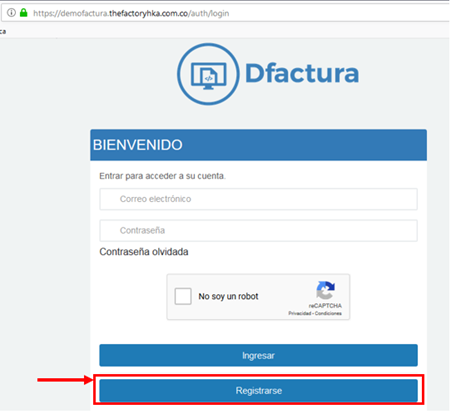 https://demofactura.thefactoryhka.com.co/auth/login
ca
Dfactura
BIENVENIDO
Entrar para acceder a su cuenta.
Correo electrónico
Contraseña
Contraseña olvidada
No soy un robot
reCAPTCHA
Privacidad - Condiciones
Ingresar
Registrarse